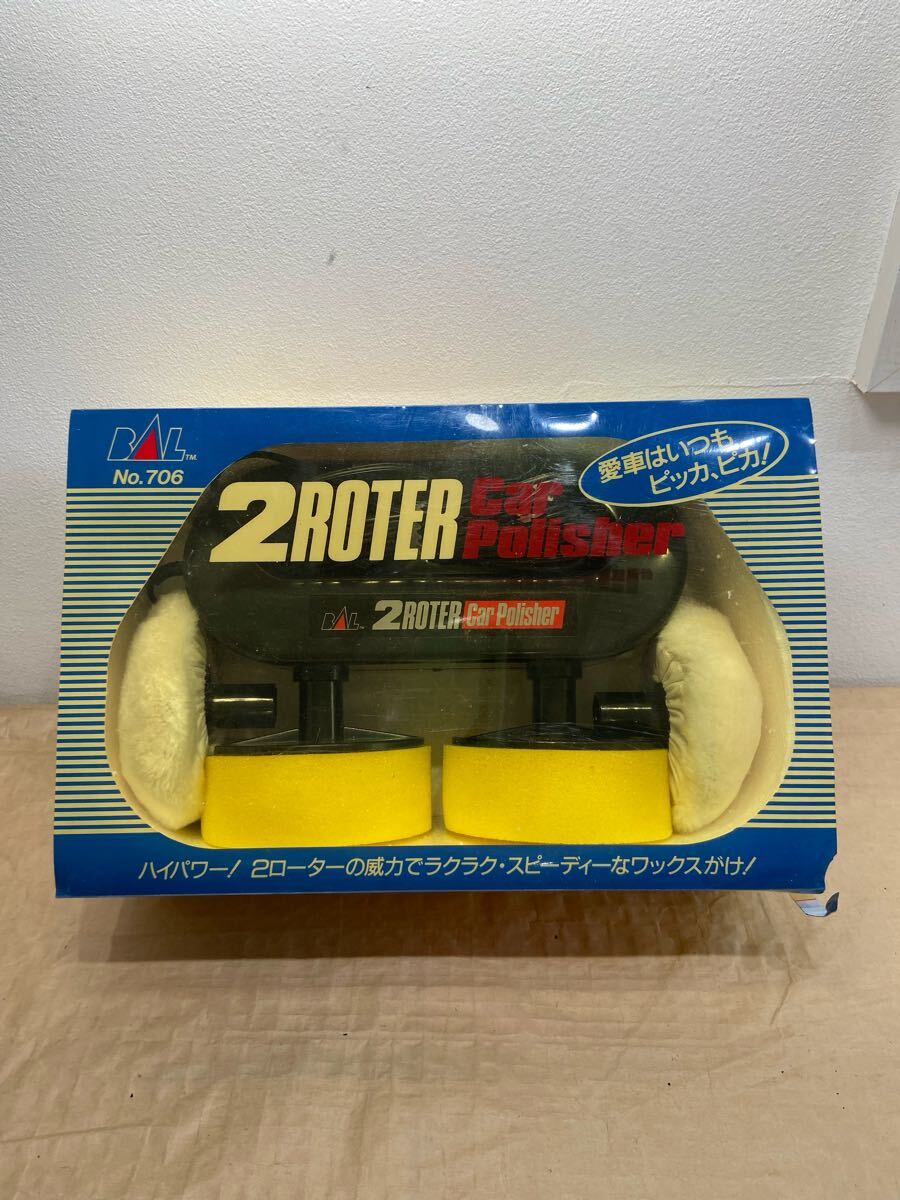 BAL TM
No.706
愛車はいつも
ピッカ、ピカ!
2ROTER Car
Polisher
BAL TM 2ROTER Car Polisher
ハイパワー! 2ローターの威力でラクラク・スピーディーなワックスがけ!